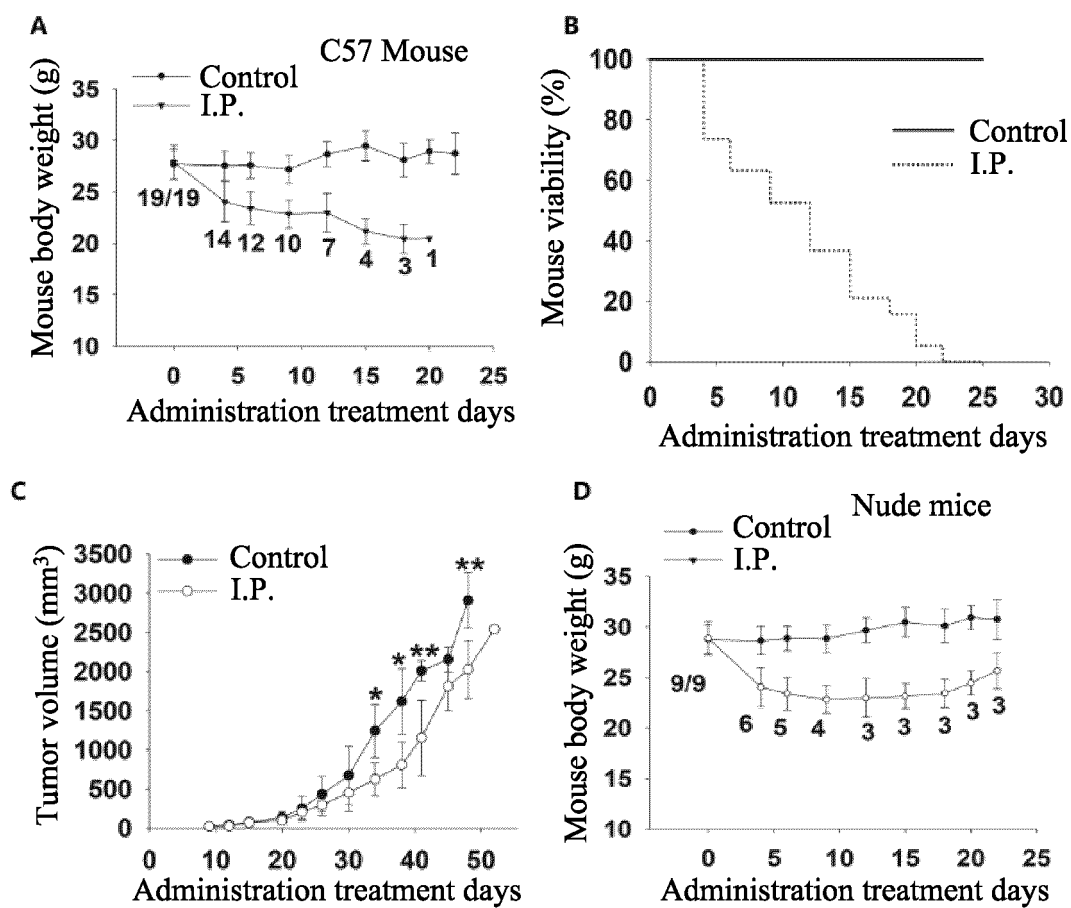 A
C57 Mouse
Control
I.P.
Mouse body weight (g)
35
30
25
20
15
10
19/19
14 12 10 7 4 3 1
0 5 10 15 20 25
Administration treatment days
B
Mouse viability (%)
100
80
60
40
20
0
Control
I.P.
0 5 10 15 20 25 30
Administration treatment days
C
Control
I.P.
Tumor volume (mm³)
3500
3000
2500
2000
1500
1000
500
0
* * ** **
0 10 20 30 40 50
Administration treatment days
D
Nude mice
Control
I.P.
Mouse body weight (g)
35
30
25
20
15
10
9/9
6 5 4 3 3 3 3 3
0 5 10 15 20 25
Administration treatment days